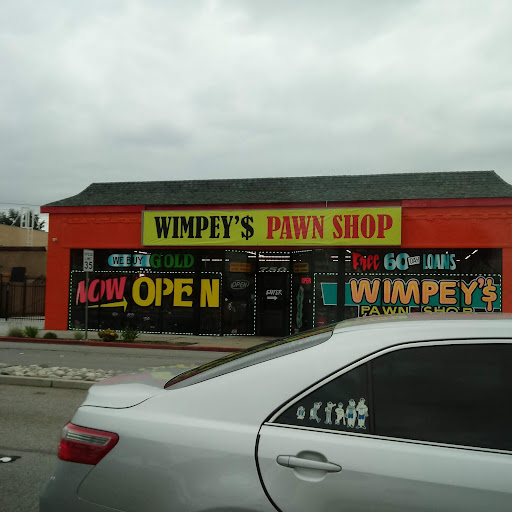 WIMPEY'$ PAWN SHOP
WE BUY GOLD
FREE 60 DAY LOANS
35
NOW OPEN
OPEN
WIMPEY'$
PAWN SHOP